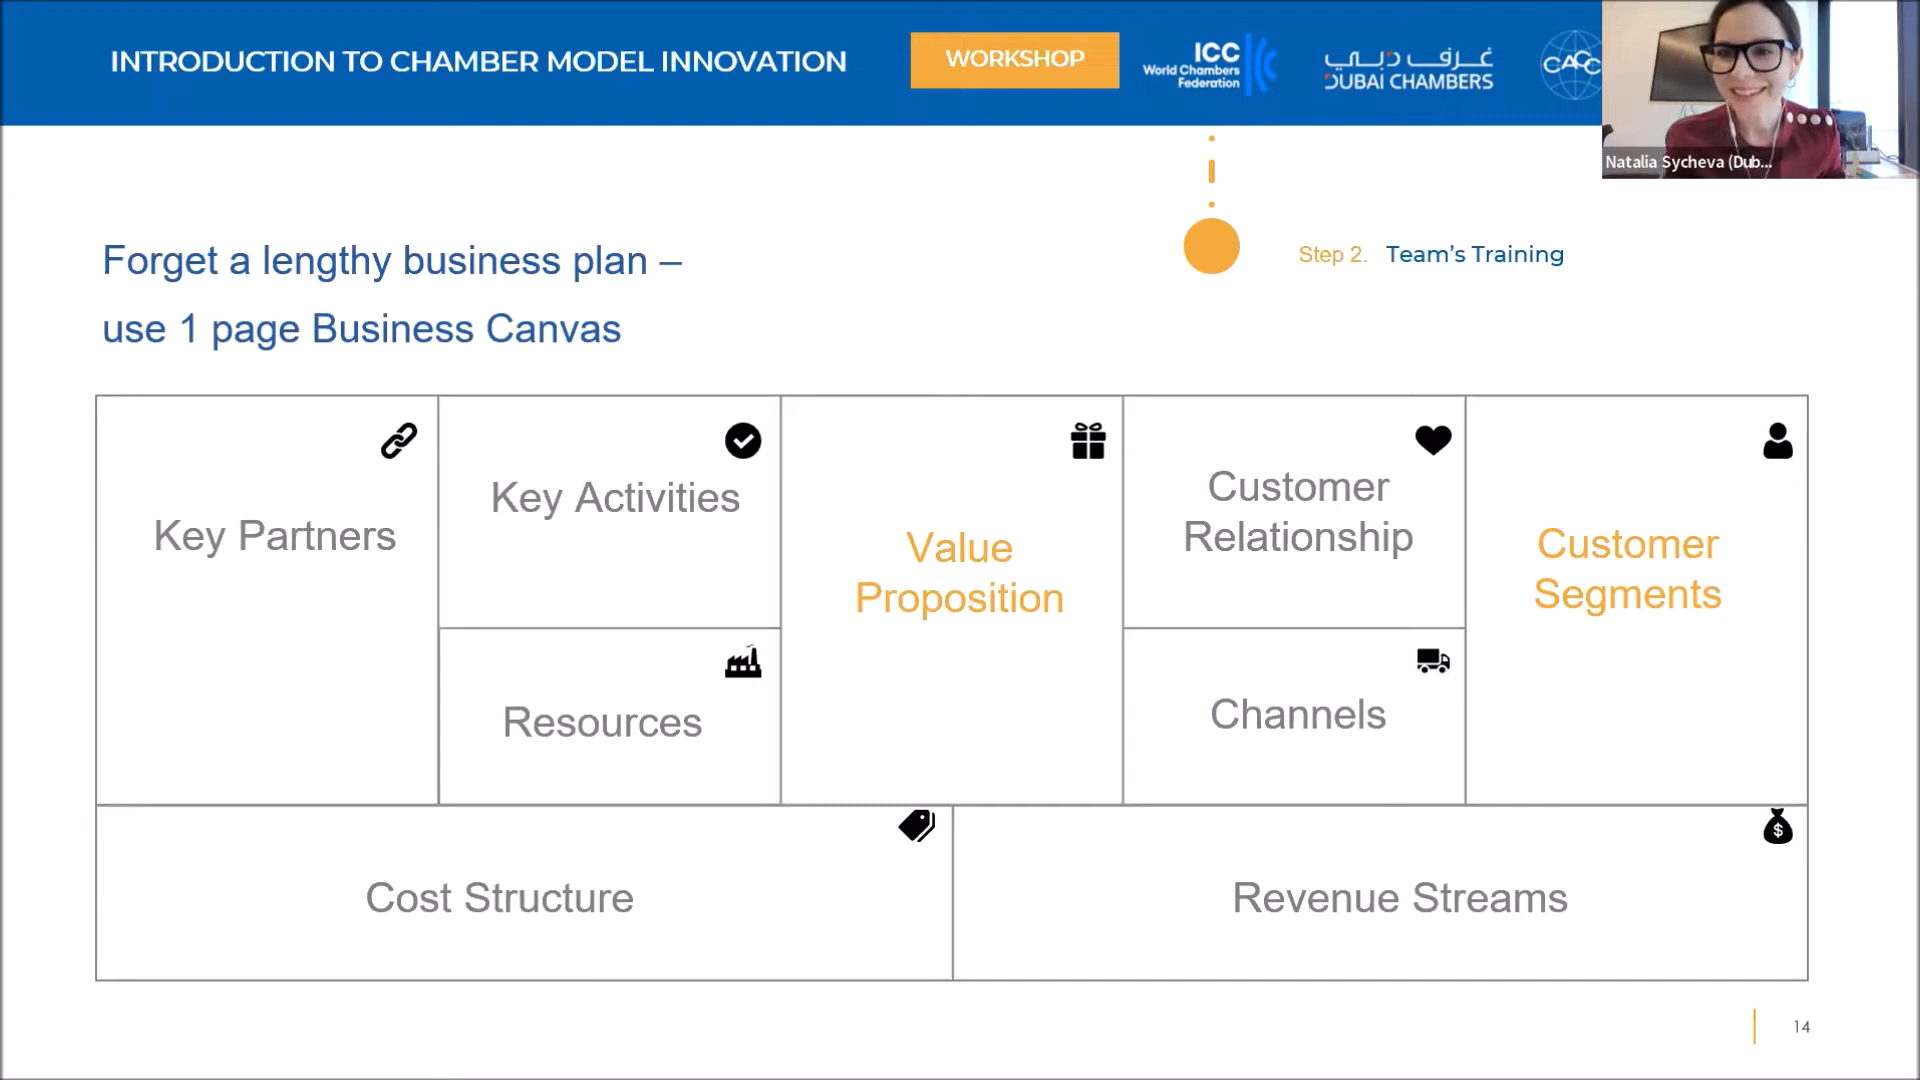 INTRODUCTION TO CHAMBER MODEL INNOVATION
WORKSHOP
ICC
World Chambers
Federation
غرف دبي
DUBAI CHAMBERS
CACC
Natalia Sycheva (Dub...
Forget a lengthy business plan –
use 1 page Business Canvas
Step 2. Team's Training
Key Partners
Key Activities
Resources
Value
Proposition
Customer
Relationship
Channels
Customer
Segments
Cost Structure
Revenue Streams
14